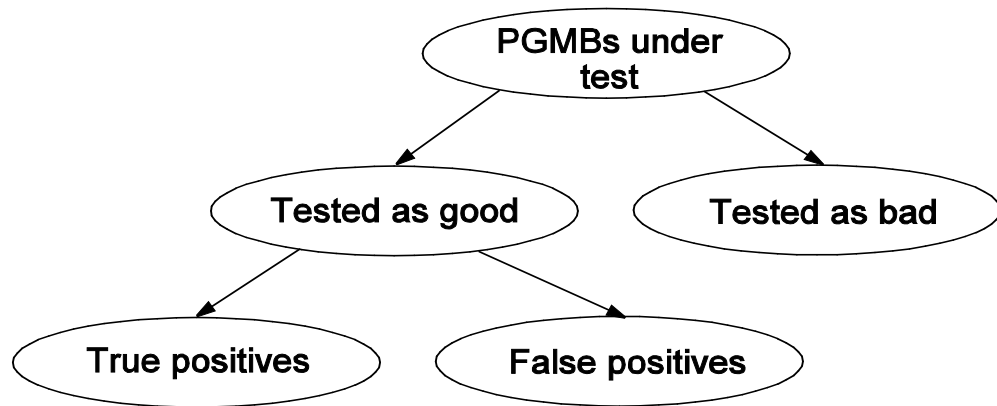 PGMBs under
test
Tested as good
Tested as bad
True positives
False positives